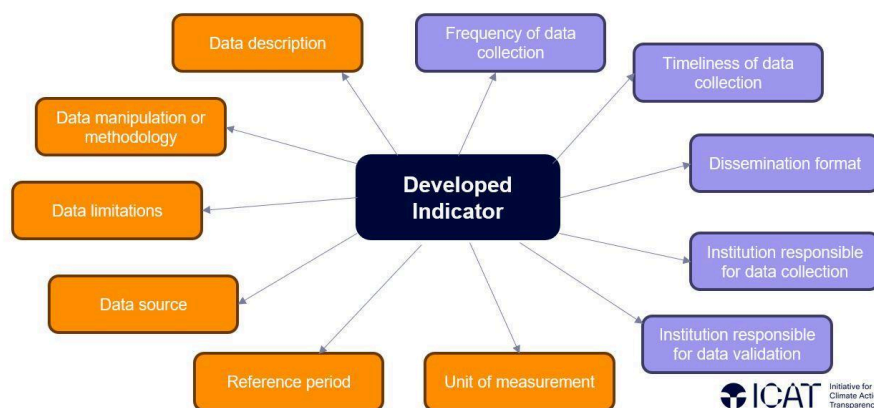 Data description
Frequency of data
collection
Timeliness of data
collection
Data manipulation or
methodology
Dissemination format
Developed
Indicator
Data limitations
Institution responsible
for data collection
Data source
Institution responsible
for data validation
Reference period
Unit of measurement
ICAT
Initiative for
Climate Actio
Transparenc